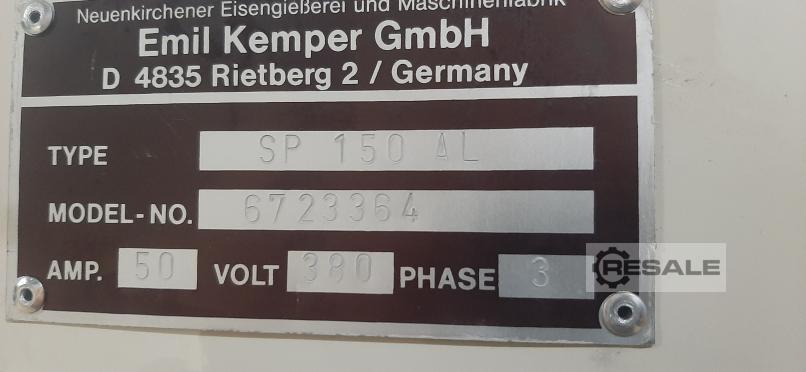 Neuenkirchener Eisengießerei und Maschinenfabrik
Emil Kemper GmbH
D 4835 Rietberg 2 / Germany
TYPE SP 150 AL
MODEL-NO. 6723364
AMP. 50 VOLT 380 PHASE 3
RESALE